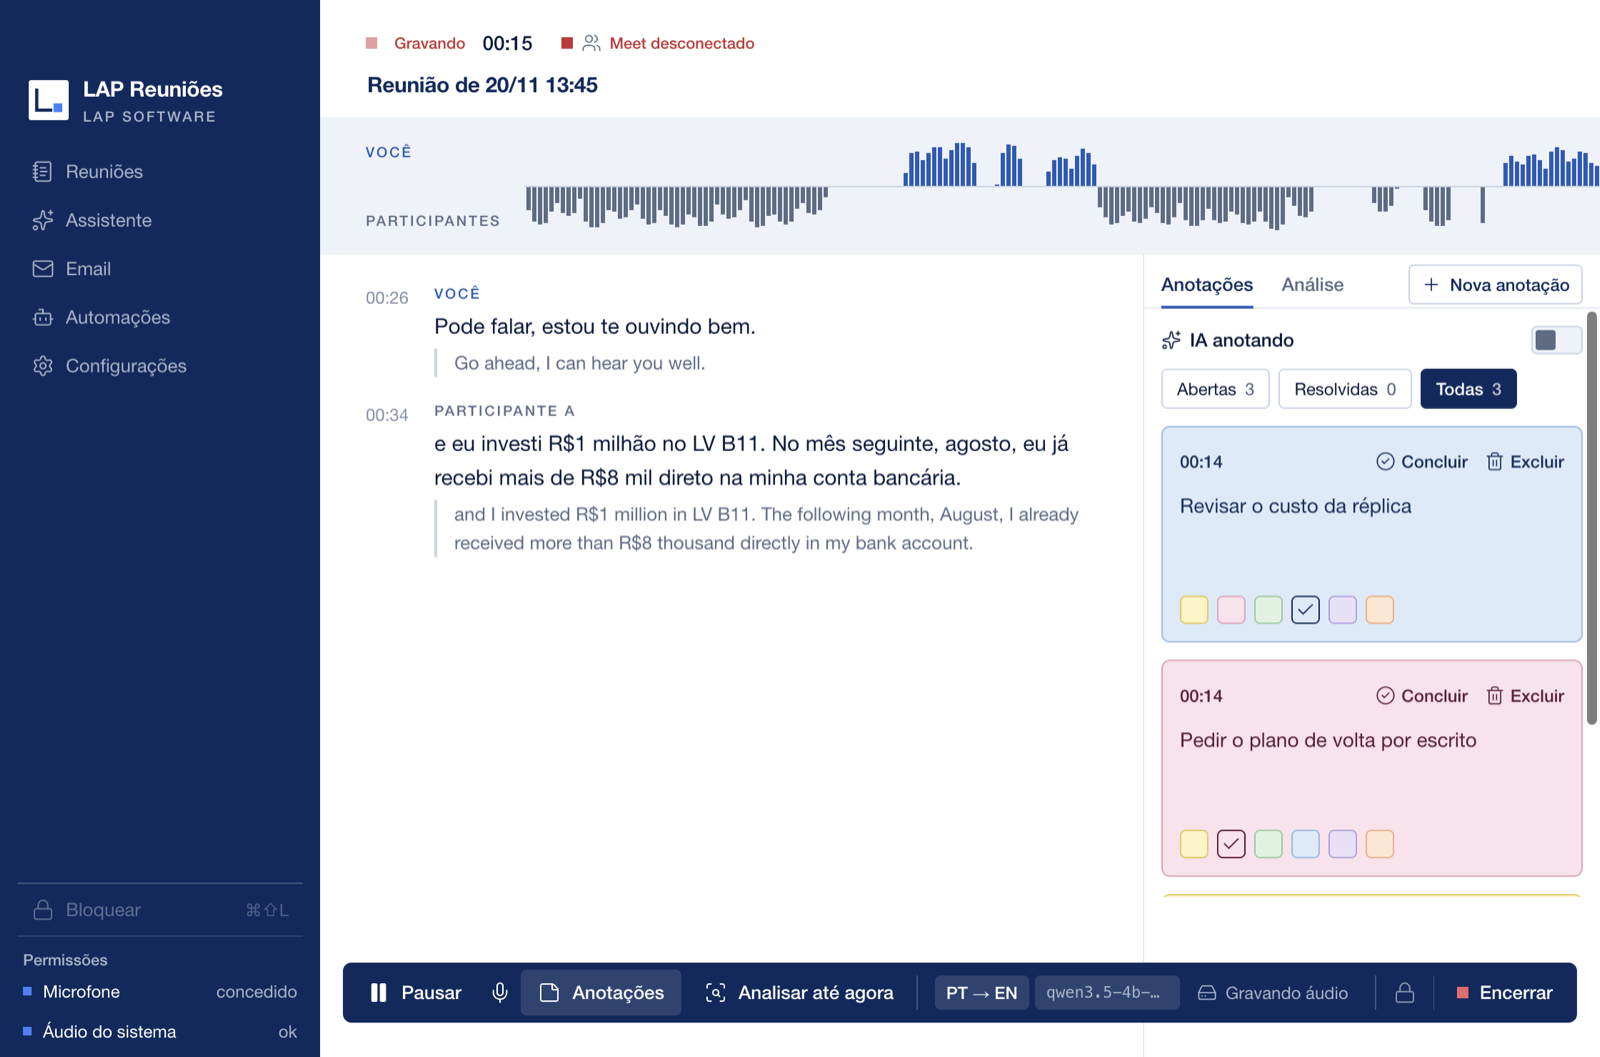 LAP Reuniões
LAP SOFTWARE
Reuniões
Assistente
Email
Automações
Configurações
Bloquear ⌘⇧L
Permissões
Microfone concedido
Áudio do sistema ok
Gravando 00:15 Meet desconectado
Reunião de 20/11 13:45
VOCÊ
PARTICIPANTES
00:26 VOCÊ
Pode falar, estou te ouvindo bem.
Go ahead, I can hear you well.
00:34 PARTICIPANTE A
e eu investi R$1 milhão no LV B11. No mês seguinte, agosto, eu já
recebi mais de R$8 mil direto na minha conta bancária.
and I invested R$1 million in LV B11. The following month, August, I already
received more than R$8 thousand directly in my bank account.
Anotações Análise + Nova anotação
IA anotando
Abertas 3 Resolvidas 0 Todas 3
00:14 Concluir Excluir
Revisar o custo da réplica
00:14 Concluir Excluir
Pedir o plano de volta por escrito
Pausar Anotações Analisar até agora PT → EN qwen3.5-4b-… Gravando áudio Encerrar